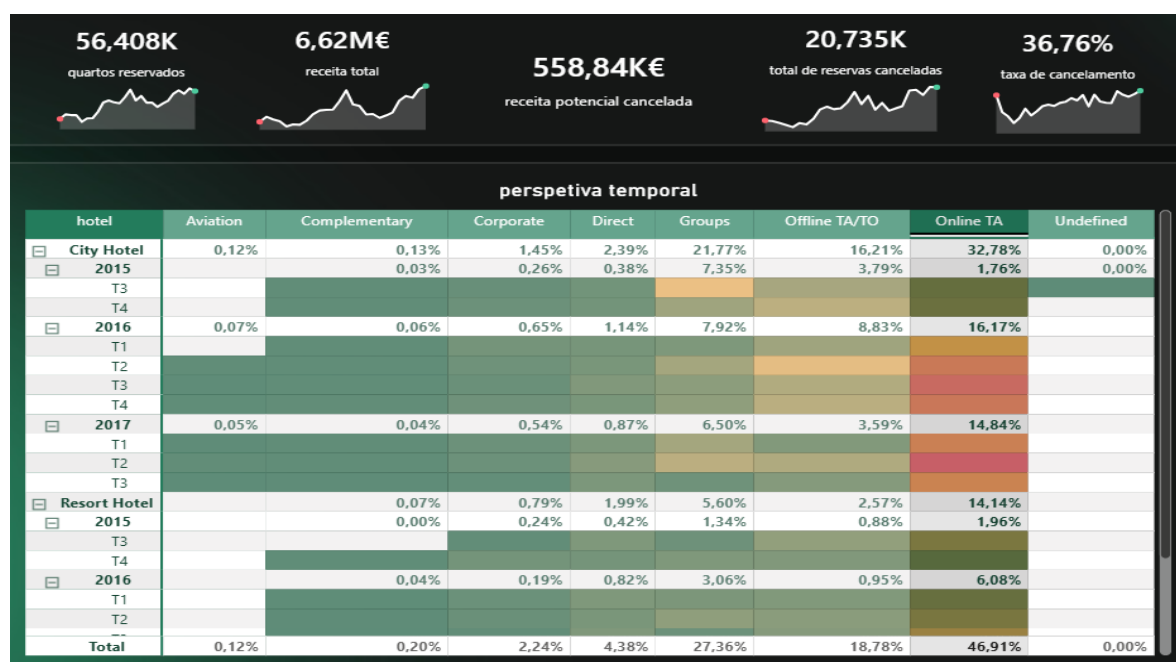 56,408K
quartos reservados
6,62M€
receita total
558,84K€
receita potencial cancelada
20,735K
total de reservas canceladas
36,76%
taxa de cancelamento
perspetiva temporal
hotel Aviation Complementary Corporate Direct Groups Offline TA/TO Online TA Undefined
City Hotel 0,12% 0,13% 1,45% 2,39% 21,77% 16,21% 32,78% 0,00%
2015 0,03% 0,26% 0,38% 7,35% 3,79% 1,76% 0,00%
T3
T4
2016 0,07% 0,06% 0,65% 1,14% 7,92% 8,83% 16,17%
T1
T2
T3
T4
2017 0,05% 0,04% 0,54% 0,87% 6,50% 3,59% 14,84%
T1
T2
T3
Resort Hotel 0,07% 0,79% 1,99% 5,60% 2,57% 14,14%
2015 0,00% 0,24% 0,42% 1,34% 0,88% 1,96%
T3
T4
2016 0,04% 0,19% 0,82% 3,06% 0,95% 6,08%
T1
T2
Total 0,12% 0,20% 2,24% 4,38% 27,36% 18,78% 46,91% 0,00%